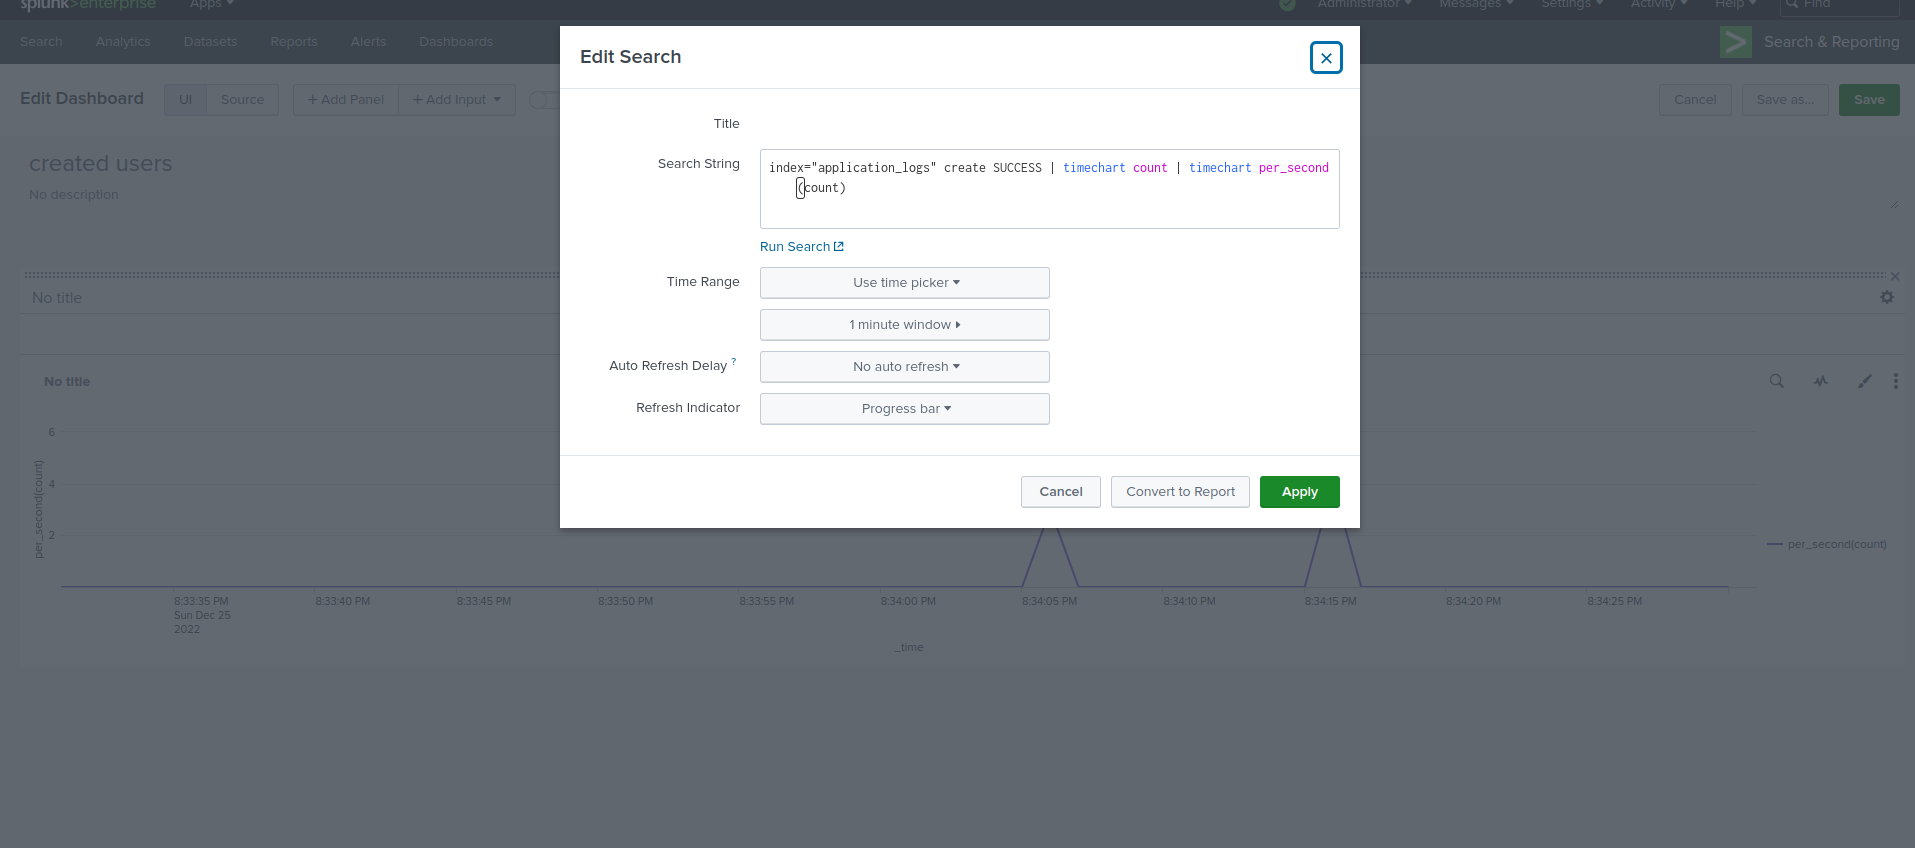 splunk>enterprise Apps Administrator Messages Settings Activity Help Find
Search Analytics Datasets Reports Alerts Dashboards Search & Reporting
Edit Search
Edit Dashboard UI Source + Add Panel + Add Input Cancel Save as... Save
Title
created users
Search String index="application_logs" create SUCCESS | timechart count | timechart per_second
(count)
No description
Run Search
Time Range Use time picker
No title
1 minute window
Auto Refresh Delay ? No auto refresh
No title
Refresh Indicator Progress bar
6
4
2
per_second(count)
Cancel Convert to Report Apply
per_second(count)
8:33:35 PM 8:33:40 PM 8:33:45 PM 8:33:50 PM 8:33:55 PM 8:34:00 PM 8:34:05 PM 8:34:10 PM 8:34:15 PM 8:34:20 PM 8:34:25 PM
Sun Dec 25
2022
_time